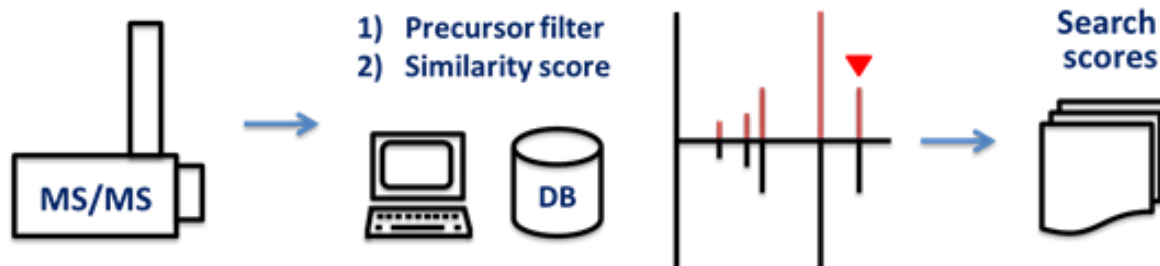 MS/MS
1) Precursor filter
2) Similarity score
DB
Search
scores